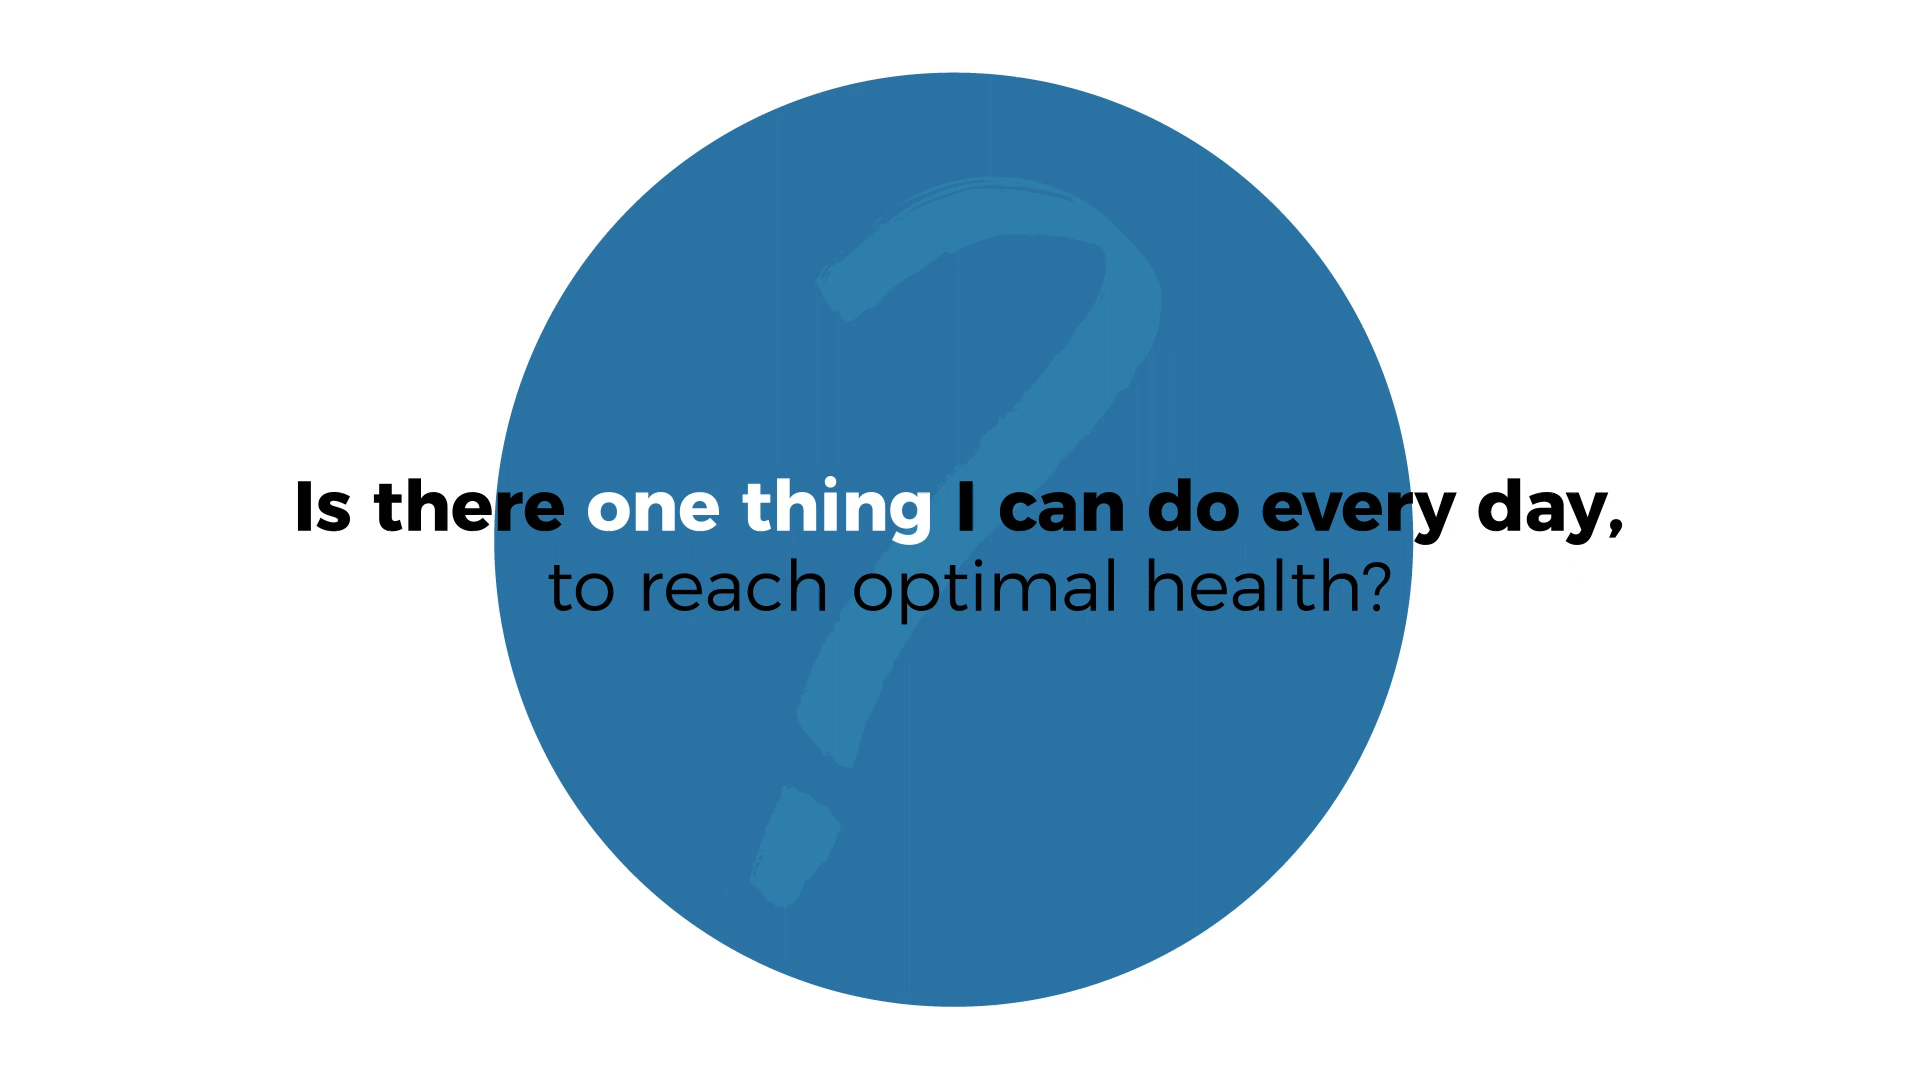 Is there one thing I can do every day,
to reach optimal health?